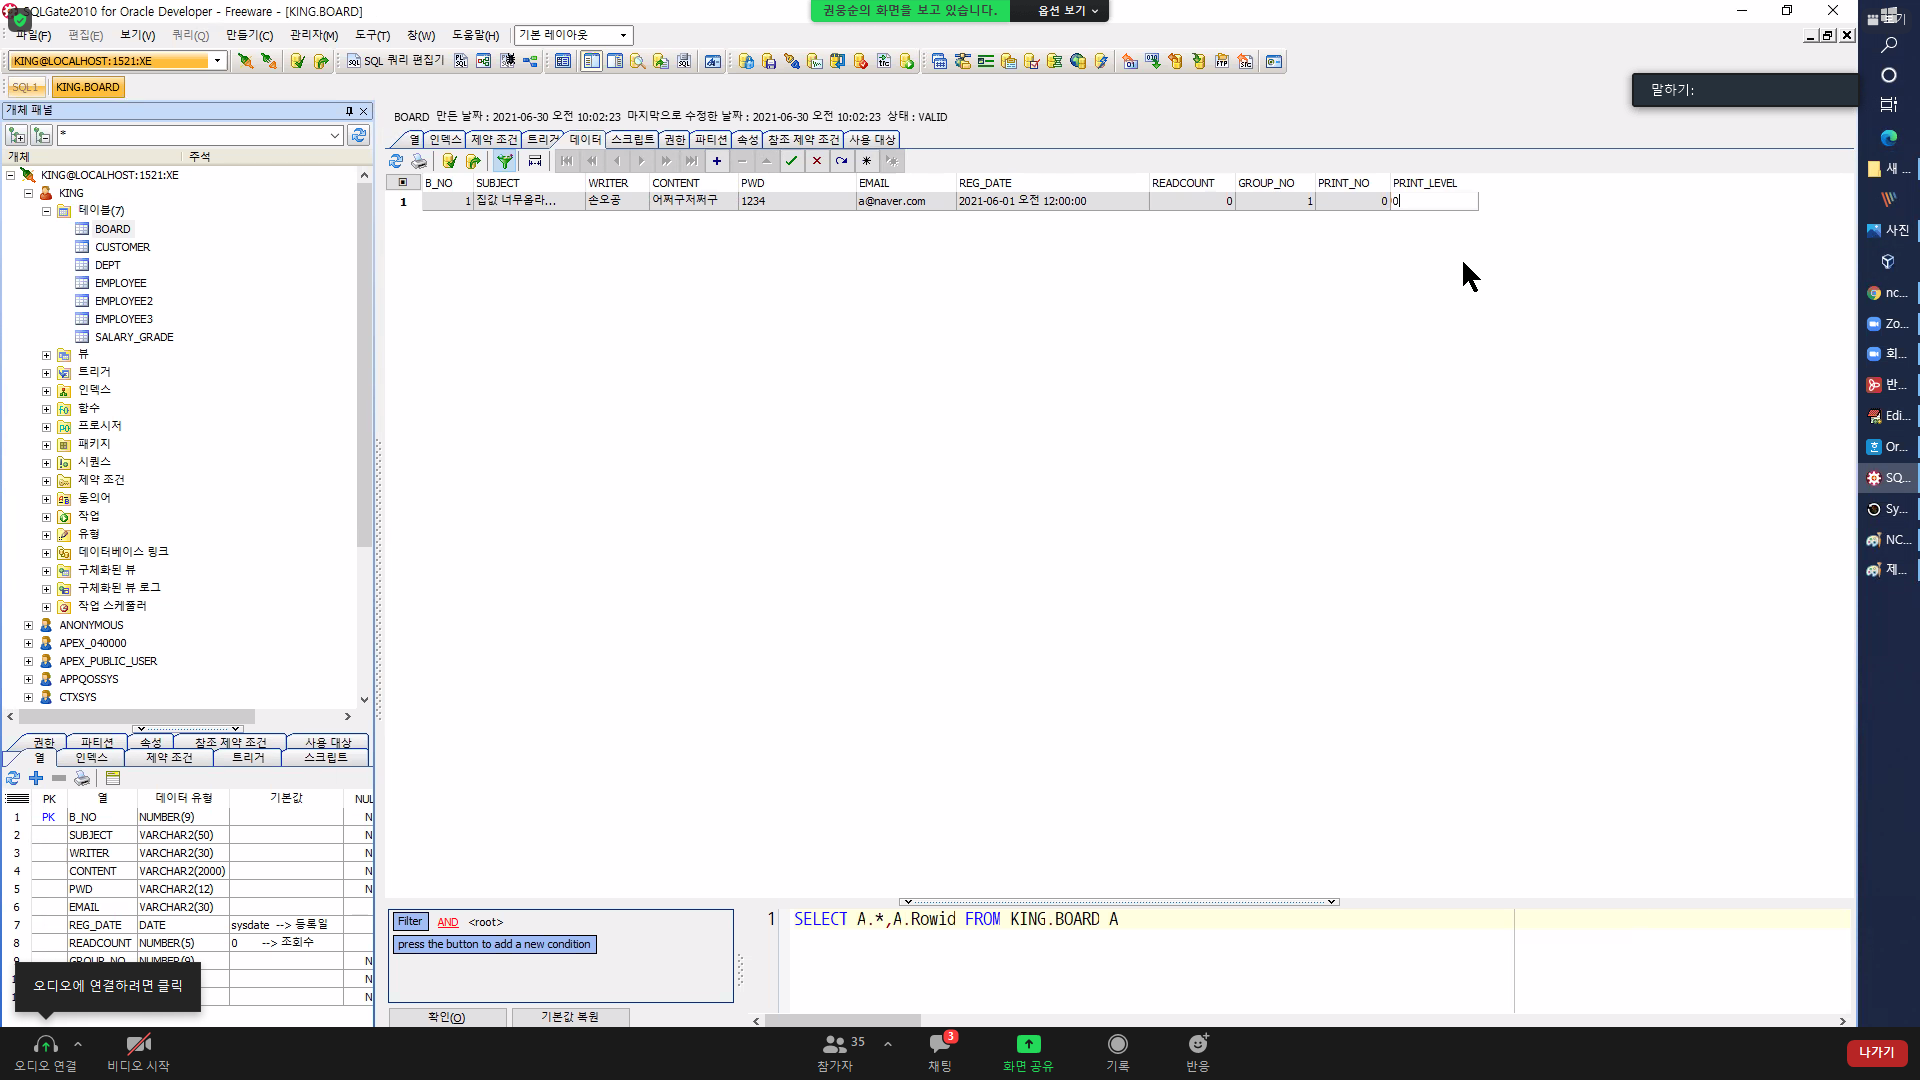 SQLGate2010 for Oracle Developer - Freeware - [KING.BOARD]
권웅순의 화면을 보고 있습니다. 옵션 보기
파일(F) 편집(E) 보기(V) 쿼리(Q) 만들기(C) 관리자(M) 도구(T) 창(W) 도움말(H) 기본 레이아웃
KING@LOCALHOST:1521:XE SQL 쿼리 편집기
SQL1 KING.BOARD
말하기:
개체 패널
*
개체 주석
KING@LOCALHOST:1521:XE
KING
테이블(7)
BOARD
CUSTOMER
DEPT
EMPLOYEE
EMPLOYEE2
EMPLOYEE3
SALARY_GRADE
뷰
트리거
인덱스
함수
프로시저
패키지
시퀀스
제약 조건
동의어
작업
유형
데이터베이스 링크
구체화된 뷰
구체화된 뷰 로그
작업 스케쥴러
ANONYMOUS
APEX_040000
APEX_PUBLIC_USER
APPQOSSYS
CTXSYS
권한 파티션 속성 참조 제약 조건 사용 대상
열 인덱스 제약 조건 트리거 스크립트
PK 열 데이터 유형 기본값 NUL
1 PK B_NO NUMBER(9) N
2 SUBJECT VARCHAR2(50) N
3 WRITER VARCHAR2(30) N
4 CONTENT VARCHAR2(2000) N
5 PWD VARCHAR2(12) N
6 EMAIL VARCHAR2(30)
7 REG_DATE DATE sysdate --> 등록일
8 READCOUNT NUMBER(5) 0 --> 조회수
GROUP_NO NUMBER(9) N
N
N
오디오에 연결하려면 클릭
BOARD 만든 날짜 : 2021-06-30 오전 10:02:23 마지막으로 수정한 날짜 : 2021-06-30 오전 10:02:23 상태 : VALID
열 인덱스 제약 조건 트리거 데이터 스크립트 권한 파티션 속성 참조 제약 조건 사용 대상
B_NO SUBJECT WRITER CONTENT PWD EMAIL REG_DATE READCOUNT GROUP_NO PRINT_NO PRINT_LEVEL
1 1 집값 너무올라... 손오공 어쩌구저쩌구 1234 a@naver.com 2021-06-01 오전 12:00:00 0 1 0 0
Filter AND <root>
press the button to add a new condition
확인(O) 기본값 복원
1 SELECT A.*,A.Rowid FROM KING.BOARD A
새 ...
사진
nc...
Zo...
회...
반...
Edi...
Or...
SQ...
Sy...
NC...
제...
오디오 연결 비디오 시작 참가자 35 채팅 3 화면 공유 기록 반응 나가기